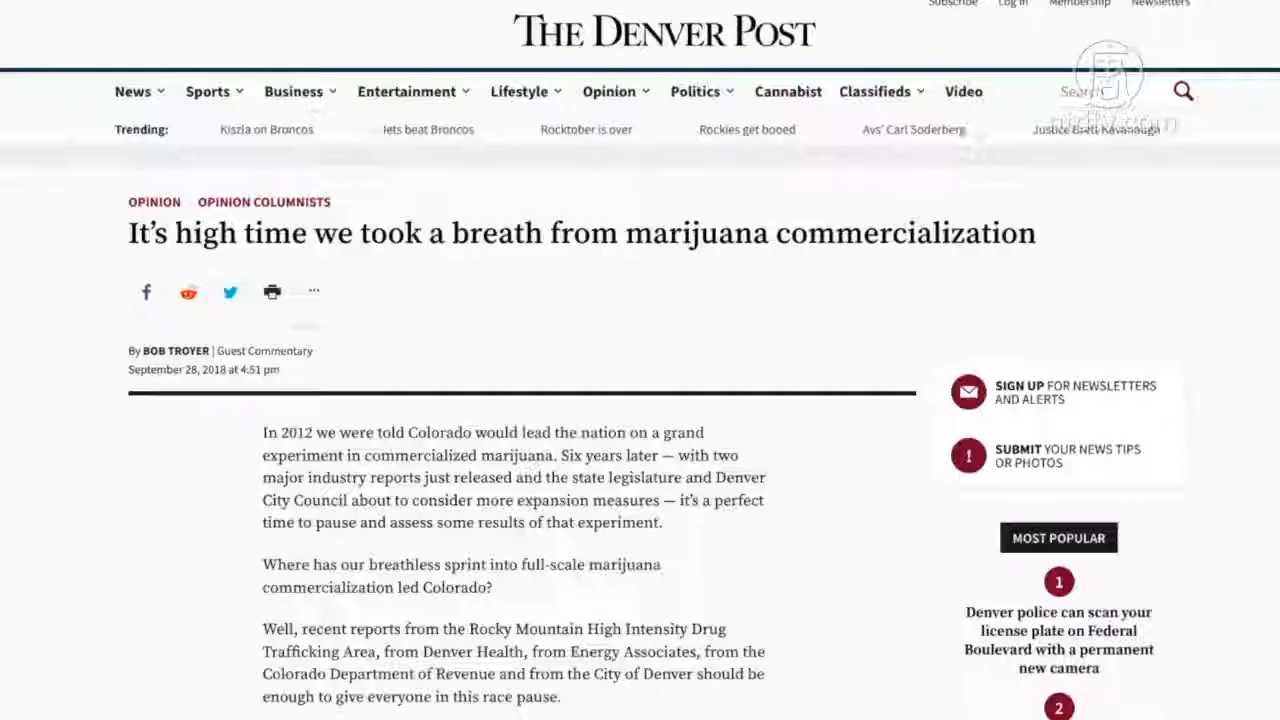 Subscribe Log In Membership Newsletters
THE DENVER POST
News Sports Business Entertainment Lifestyle Opinion Politics Cannabist Classifieds Video Search
Trending: Kiszla on Broncos Jets beat Broncos Rocktober is over Rockies get booed Avs' Carl Soderberg Justice Brett Kavanaugh
OPINION OPINION COLUMNISTS
It's high time we took a breath from marijuana commercialization
By BOB TROYER | Guest Commentary
September 28, 2018 at 4:51 pm
In 2012 we were told Colorado would lead the nation on a grand
experiment in commercialized marijuana. Six years later — with two
major industry reports just released and the state legislature and Denver
City Council about to consider more expansion measures — it's a perfect
time to pause and assess some results of that experiment.
Where has our breathless sprint into full-scale marijuana
commercialization led Colorado?
Well, recent reports from the Rocky Mountain High Intensity Drug
Trafficking Area, from Denver Health, from Energy Associates, from the
Colorado Department of Revenue and from the City of Denver should be
enough to give everyone in this race pause.
SIGN UP FOR NEWSLETTERS
AND ALERTS
! SUBMIT YOUR NEWS TIPS
OR PHOTOS
MOST POPULAR
1
Denver police can scan your
license plate on Federal
Boulevard with a permanent
new camera
2